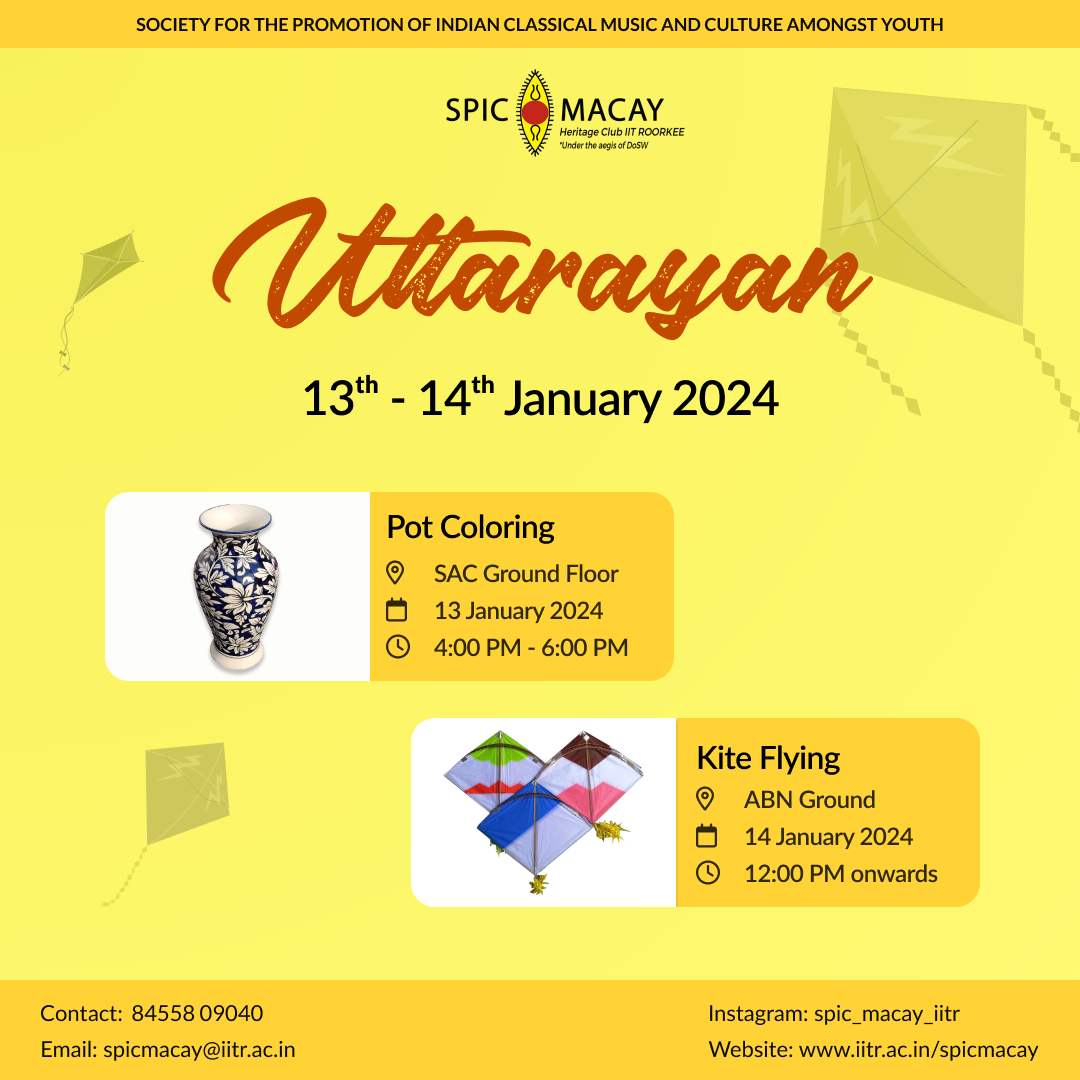 SOCIETY FOR THE PROMOTION OF INDIAN CLASSICAL MUSIC AND CULTURE AMONGST YOUTH
SPIC MACAY
Heritage Club IIT ROORKEE
*Under the aegis of DoSW
Uttarayan
13th - 14th January 2024
Pot Coloring
SAC Ground Floor
13 January 2024
4:00 PM - 6:00 PM
Kite Flying
ABN Ground
14 January 2024
12:00 PM onwards
Contact: 84558 09040
Email: spicmacay@iitr.ac.in
Instagram: spic_macay_iitr
Website: www.iitr.ac.in/spicmacay